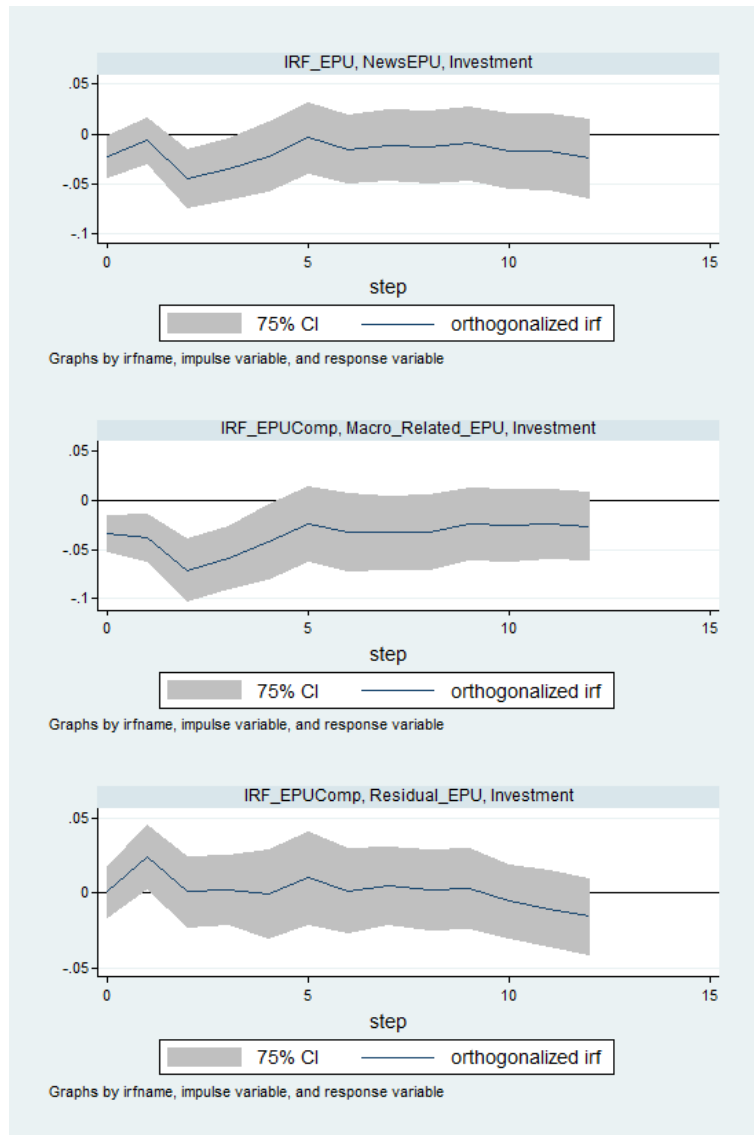 IRF_EPU, NewsEPU, Investment
.05
0
-.05
-.1
0 5 10 15
step
75% CI orthogonalized irf
Graphs by irfname, impulse variable, and response variable
IRF_EPUComp, Macro_Related_EPU, Investment
.05
0
-.05
-.1
0 5 10 15
step
75% CI orthogonalized irf
Graphs by irfname, impulse variable, and response variable
IRF_EPUComp, Residual_EPU, Investment
.05
0
-.05
0 5 10 15
step
75% CI orthogonalized irf
Graphs by irfname, impulse variable, and response variable